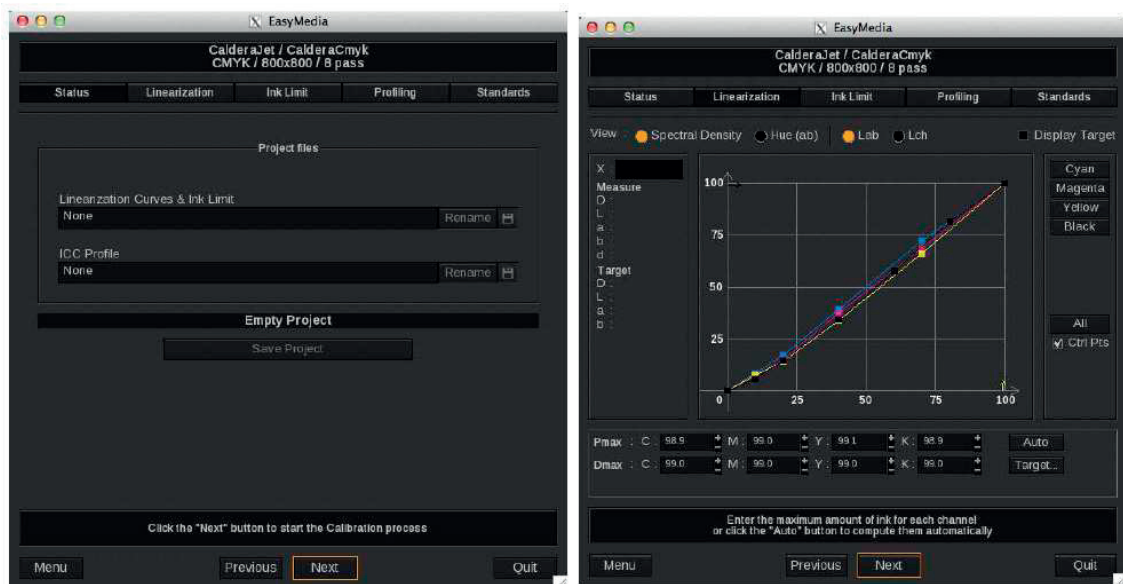 EasyMedia
CalderaJet / CalderaCmyk
CMYK / 800x800 / 8 pass
Status Linearization Ink Limit Profiling Standards
Project files
Linearization Curves & Ink Limit
None Rename
ICC Profile
None Rename
Empty Project
Save Project
Click the "Next" button to start the Calibration process
Menu Previous Next Quit
EasyMedia
CalderaJet / CalderaCmyk
CMYK / 800x800 / 8 pass
Status Linearization Ink Limit Profiling Standards
View : Spectral Density Hue (ab) Lab Lch Display Target
X :
Measure
D :
L :
a :
b :
d :
Target
D :
L :
a :
b :
100
75
50
25
0 25 50 75 100
Cyan
Magenta
Yellow
Black
All
Ctrl Pts
Pmax : C : 98.9 M : 99.0 Y : 99.1 K : 98.9 Auto
Dmax : C : 99.0 M : 99.0 Y : 99.0 K : 99.0 Target...
Enter the maximum amount of ink for each channel
or click the "Auto" button to compute them automatically
Menu Previous Next Quit